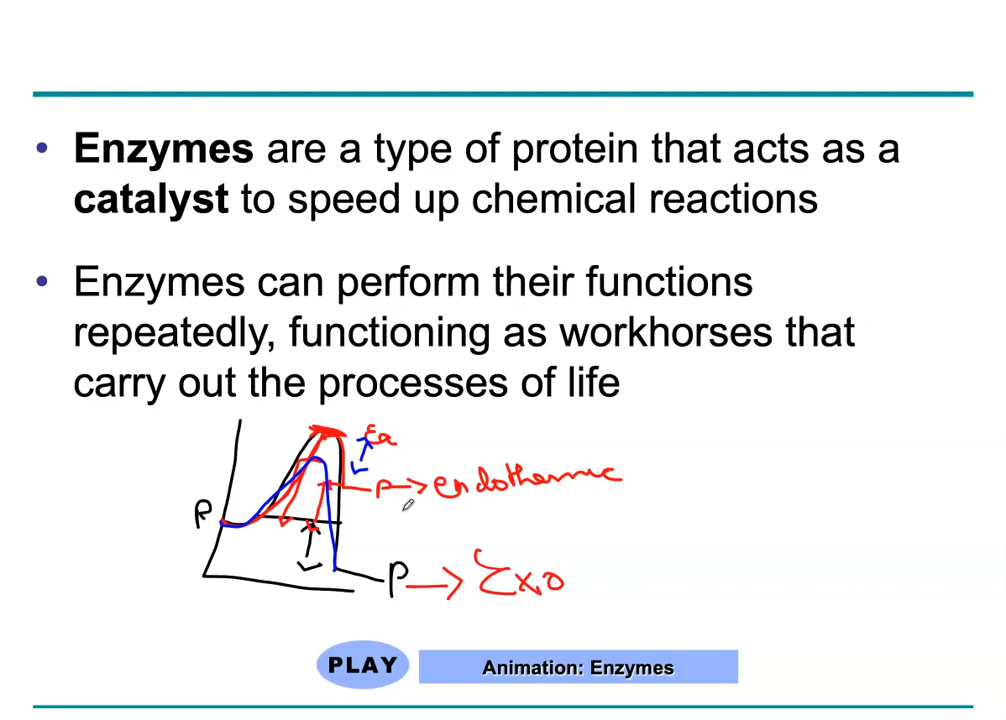 • Enzymes are a type of protein that acts as a
catalyst to speed up chemical reactions
• Enzymes can perform their functions
repeatedly, functioning as workhorses that
carry out the processes of life
Ea
P → endothermic
R
P → Exo
PLAY Animation: Enzymes